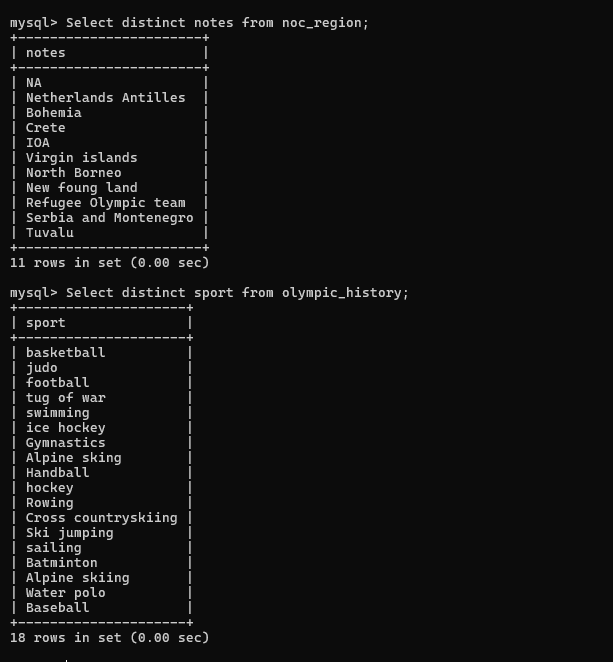 mysql> Select distinct notes from noc_region;
+-----------------------+
| notes                 |
+-----------------------+
| NA                    |
| Netherlands Antilles  |
| Bohemia               |
| Crete                 |
| IOA                   |
| Virgin islands        |
| North Borneo          |
| New foung land        |
| Refugee Olympic team  |
| Serbia and Montenegro |
| Tuvalu                |
+-----------------------+
11 rows in set (0.00 sec)

mysql> Select distinct sport from olympic_history;
+---------------------+
| sport               |
+---------------------+
| basketball          |
| judo                |
| football            |
| tug of war          |
| swimming            |
| ice hockey          |
| Gymnastics          |
| Alpine sking        |
| Handball            |
| hockey              |
| Rowing              |
| Cross countryskiing |
| Ski jumping         |
| sailing             |
| Batminton           |
| Alpine skiing       |
| Water polo          |
| Baseball            |
+---------------------+
18 rows in set (0.00 sec)